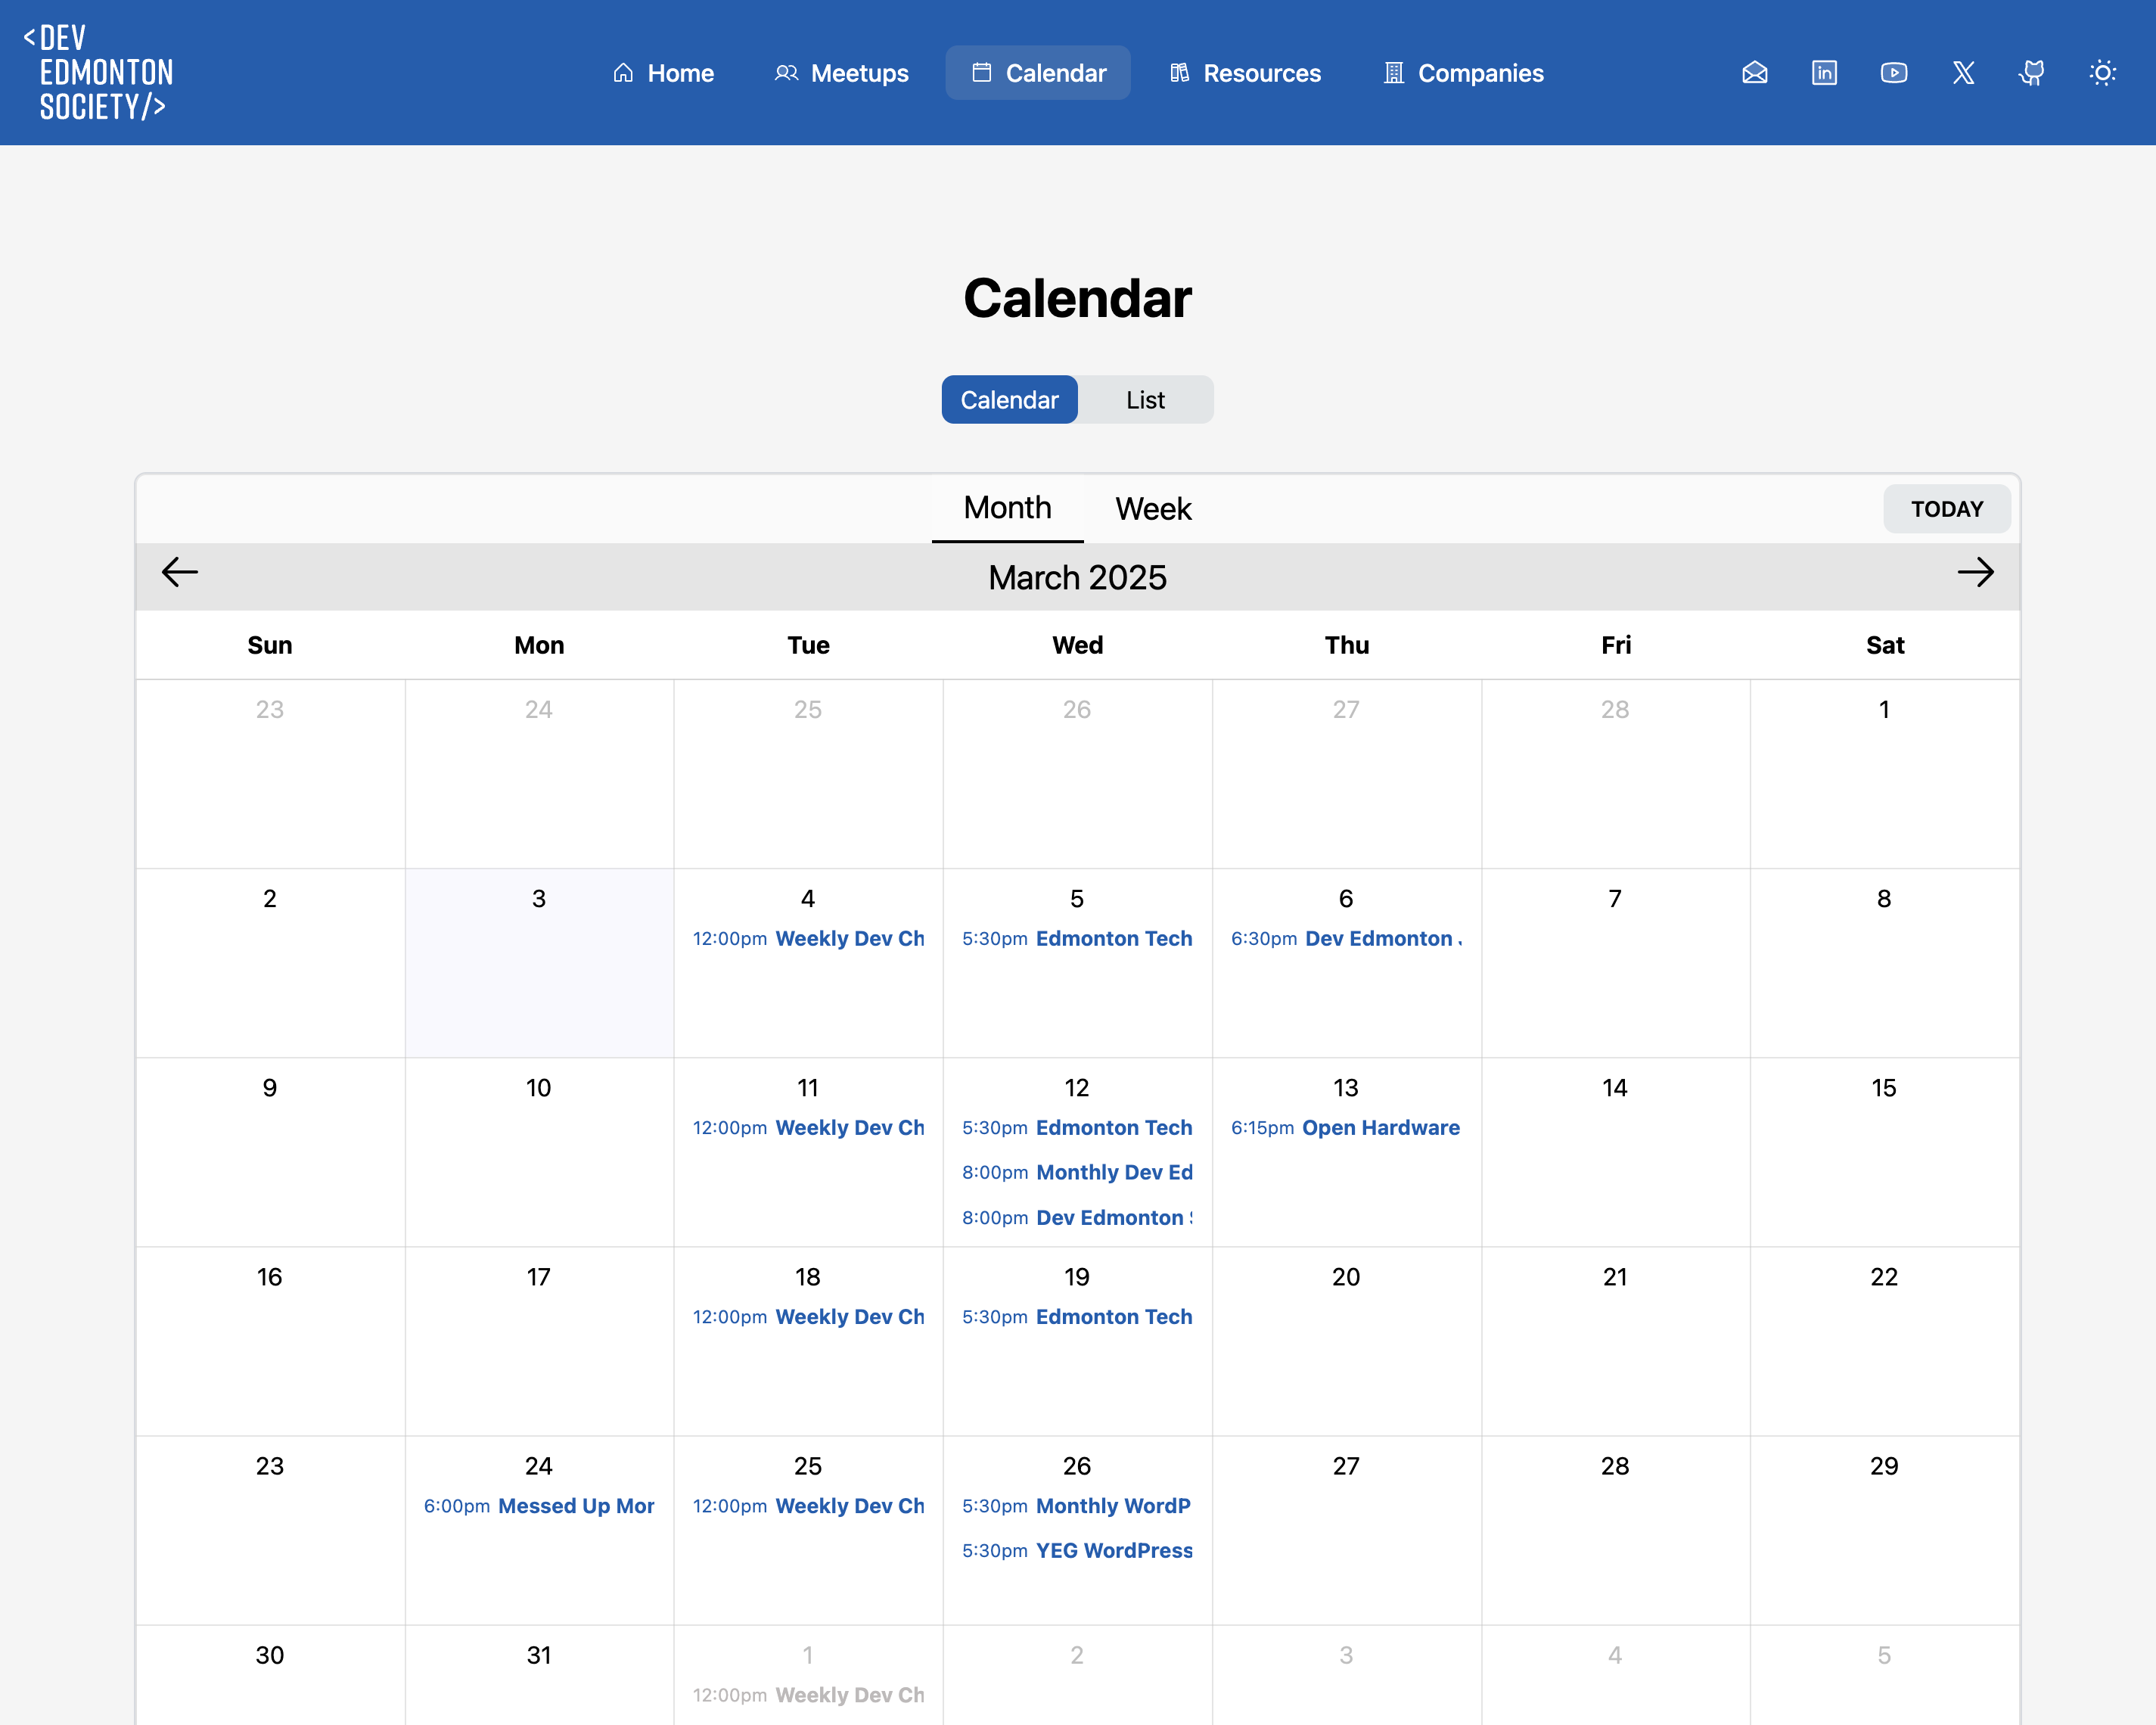 <DEV
EDMONTON
SOCIETY/>
Home
Meetups
Calendar
Resources
Companies
Calendar
Calendar
List
Month
Week
TODAY
March 2025
Sun
Mon
Tue
Wed
Thu
Fri
Sat
23
24
25
26
27
28
1
2
3
4
5
6
7
8
12:00pm Weekly Dev Ch
5:30pm Edmonton Tech
6:30pm Dev Edmonton
9
10
11
12
13
14
15
12:00pm Weekly Dev Ch
5:30pm Edmonton Tech
6:15pm Open Hardware
8:00pm Monthly Dev Ed
8:00pm Dev Edmonton
16
17
18
19
20
21
22
12:00pm Weekly Dev Ch
5:30pm Edmonton Tech
23
24
25
26
27
28
29
6:00pm Messed Up Mor
12:00pm Weekly Dev Ch
5:30pm Monthly WordP
5:30pm YEG WordPress
30
31
1
2
3
4
5
12:00pm Weekly Dev Ch